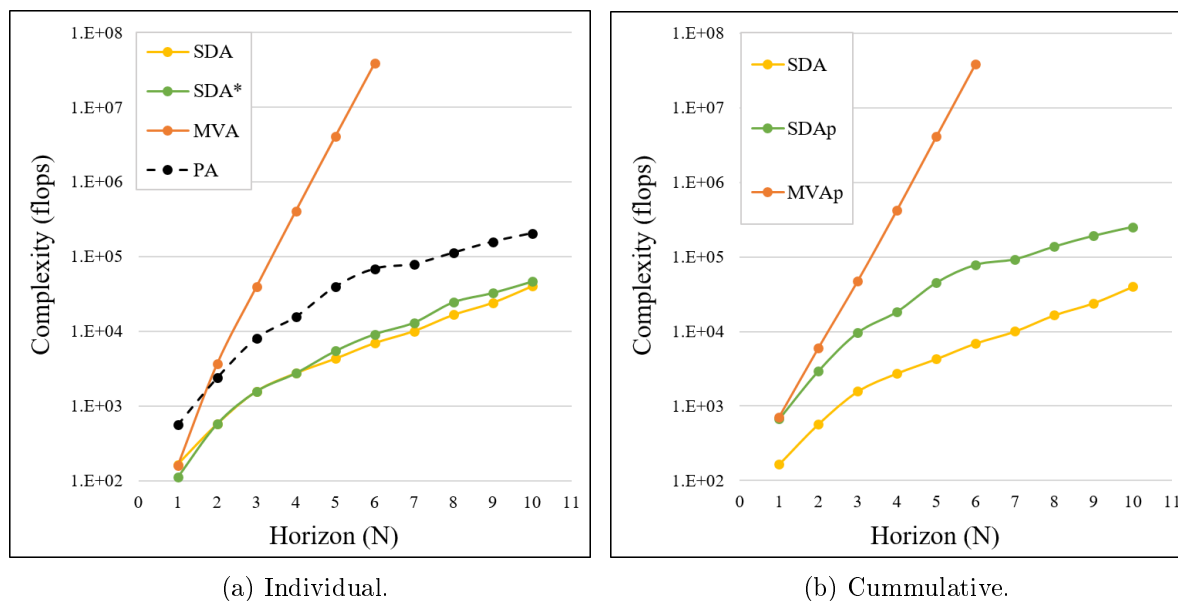 1.E+08
1.E+07
1.E+06
1.E+05
1.E+04
1.E+03
1.E+02
Complexity (flops)
SDA
SDA*
MVA
PA
0 1 2 3 4 5 6 7 8 9 10 11
Horizon (N)
(a) Individual.
1.E+08
1.E+07
1.E+06
1.E+05
1.E+04
1.E+03
1.E+02
Complexity (flops)
SDA
SDAp
MVAp
0 1 2 3 4 5 6 7 8 9 10 11
Horizon (N)
(b) Cummulative.